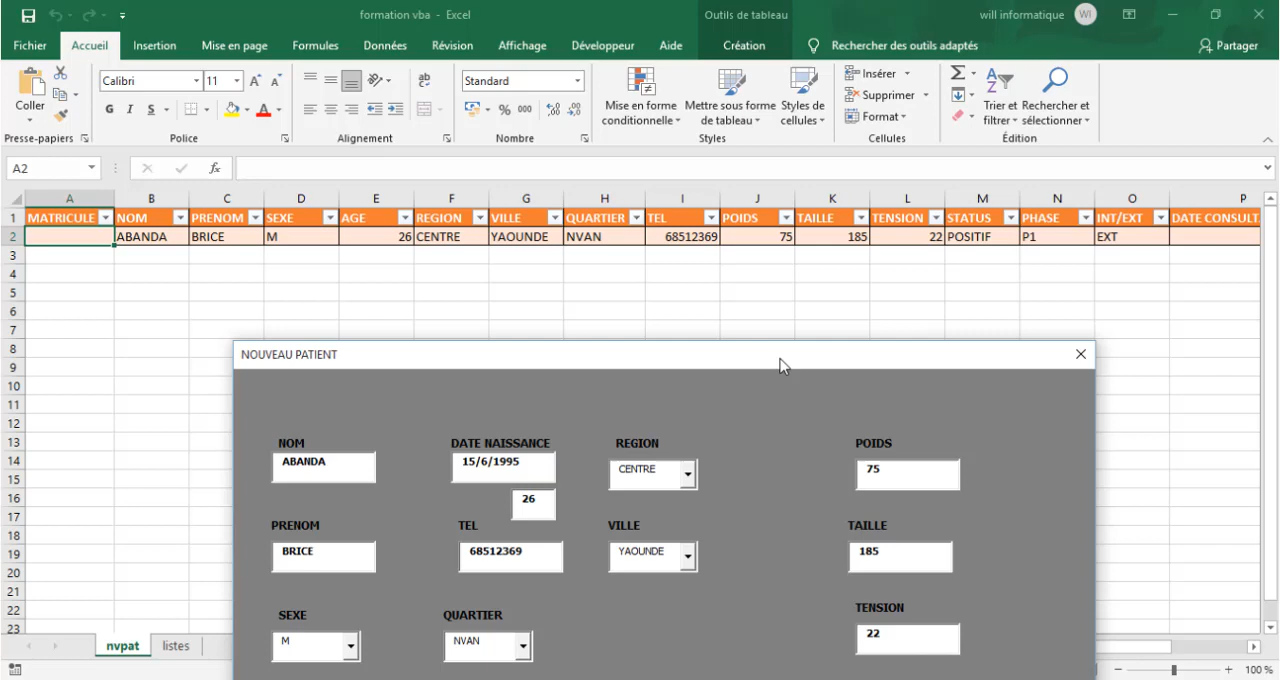 formation vba - Excel
Outils de tableau
will informatique WI
Fichier Accueil Insertion Mise en page Formules Données Révision Affichage Développeur Aide Création Rechercher des outils adaptés Partager
Coller
Presse-papiers
Calibri 11
G I S A
Police
ab
Alignement
Standard
% 000
Nombre
Mise en forme conditionnelle
Mettre sous forme de tableau
Styles de cellules
Styles
Insérer
Supprimer
Format
Cellules
Trier et filtrer
Rechercher et sélectionner
Édition
A2
fx
A B C D E F G H I J K L M N O P
1 MATRICULE NOM PRENOM SEXE AGE REGION VILLE QUARTIER TEL POIDS TAILLE TENSION STATUS PHASE INT/EXT DATE CONSULT
2 ABANDA BRICE M 26 CENTRE YAOUNDE NVAN 68512369 75 185 22 POSITIF P1 EXT
3
4
5
6
7
8
9
10
11
12
13
14
15
16
17
18
19
20
21
22
23
NOUVEAU PATIENT
NOM DATE NAISSANCE REGION POIDS
ABANDA 15/6/1995 CENTRE 75
26
PRENOM TEL VILLE TAILLE
BRICE 68512369 YAOUNDE 185
SEXE QUARTIER TENSION
M NVAN 22
nvpat listes
100 %